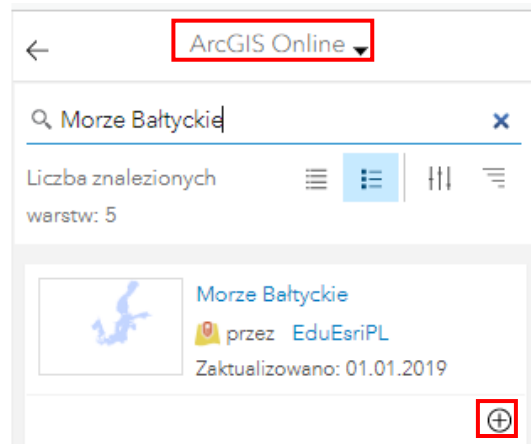 ArcGIS Online
Morze Bałtyckie
Liczba znalezionych
warstw: 5
Morze Bałtyckie
przez EduEsriPL
Zaktualizowano: 01.01.2019